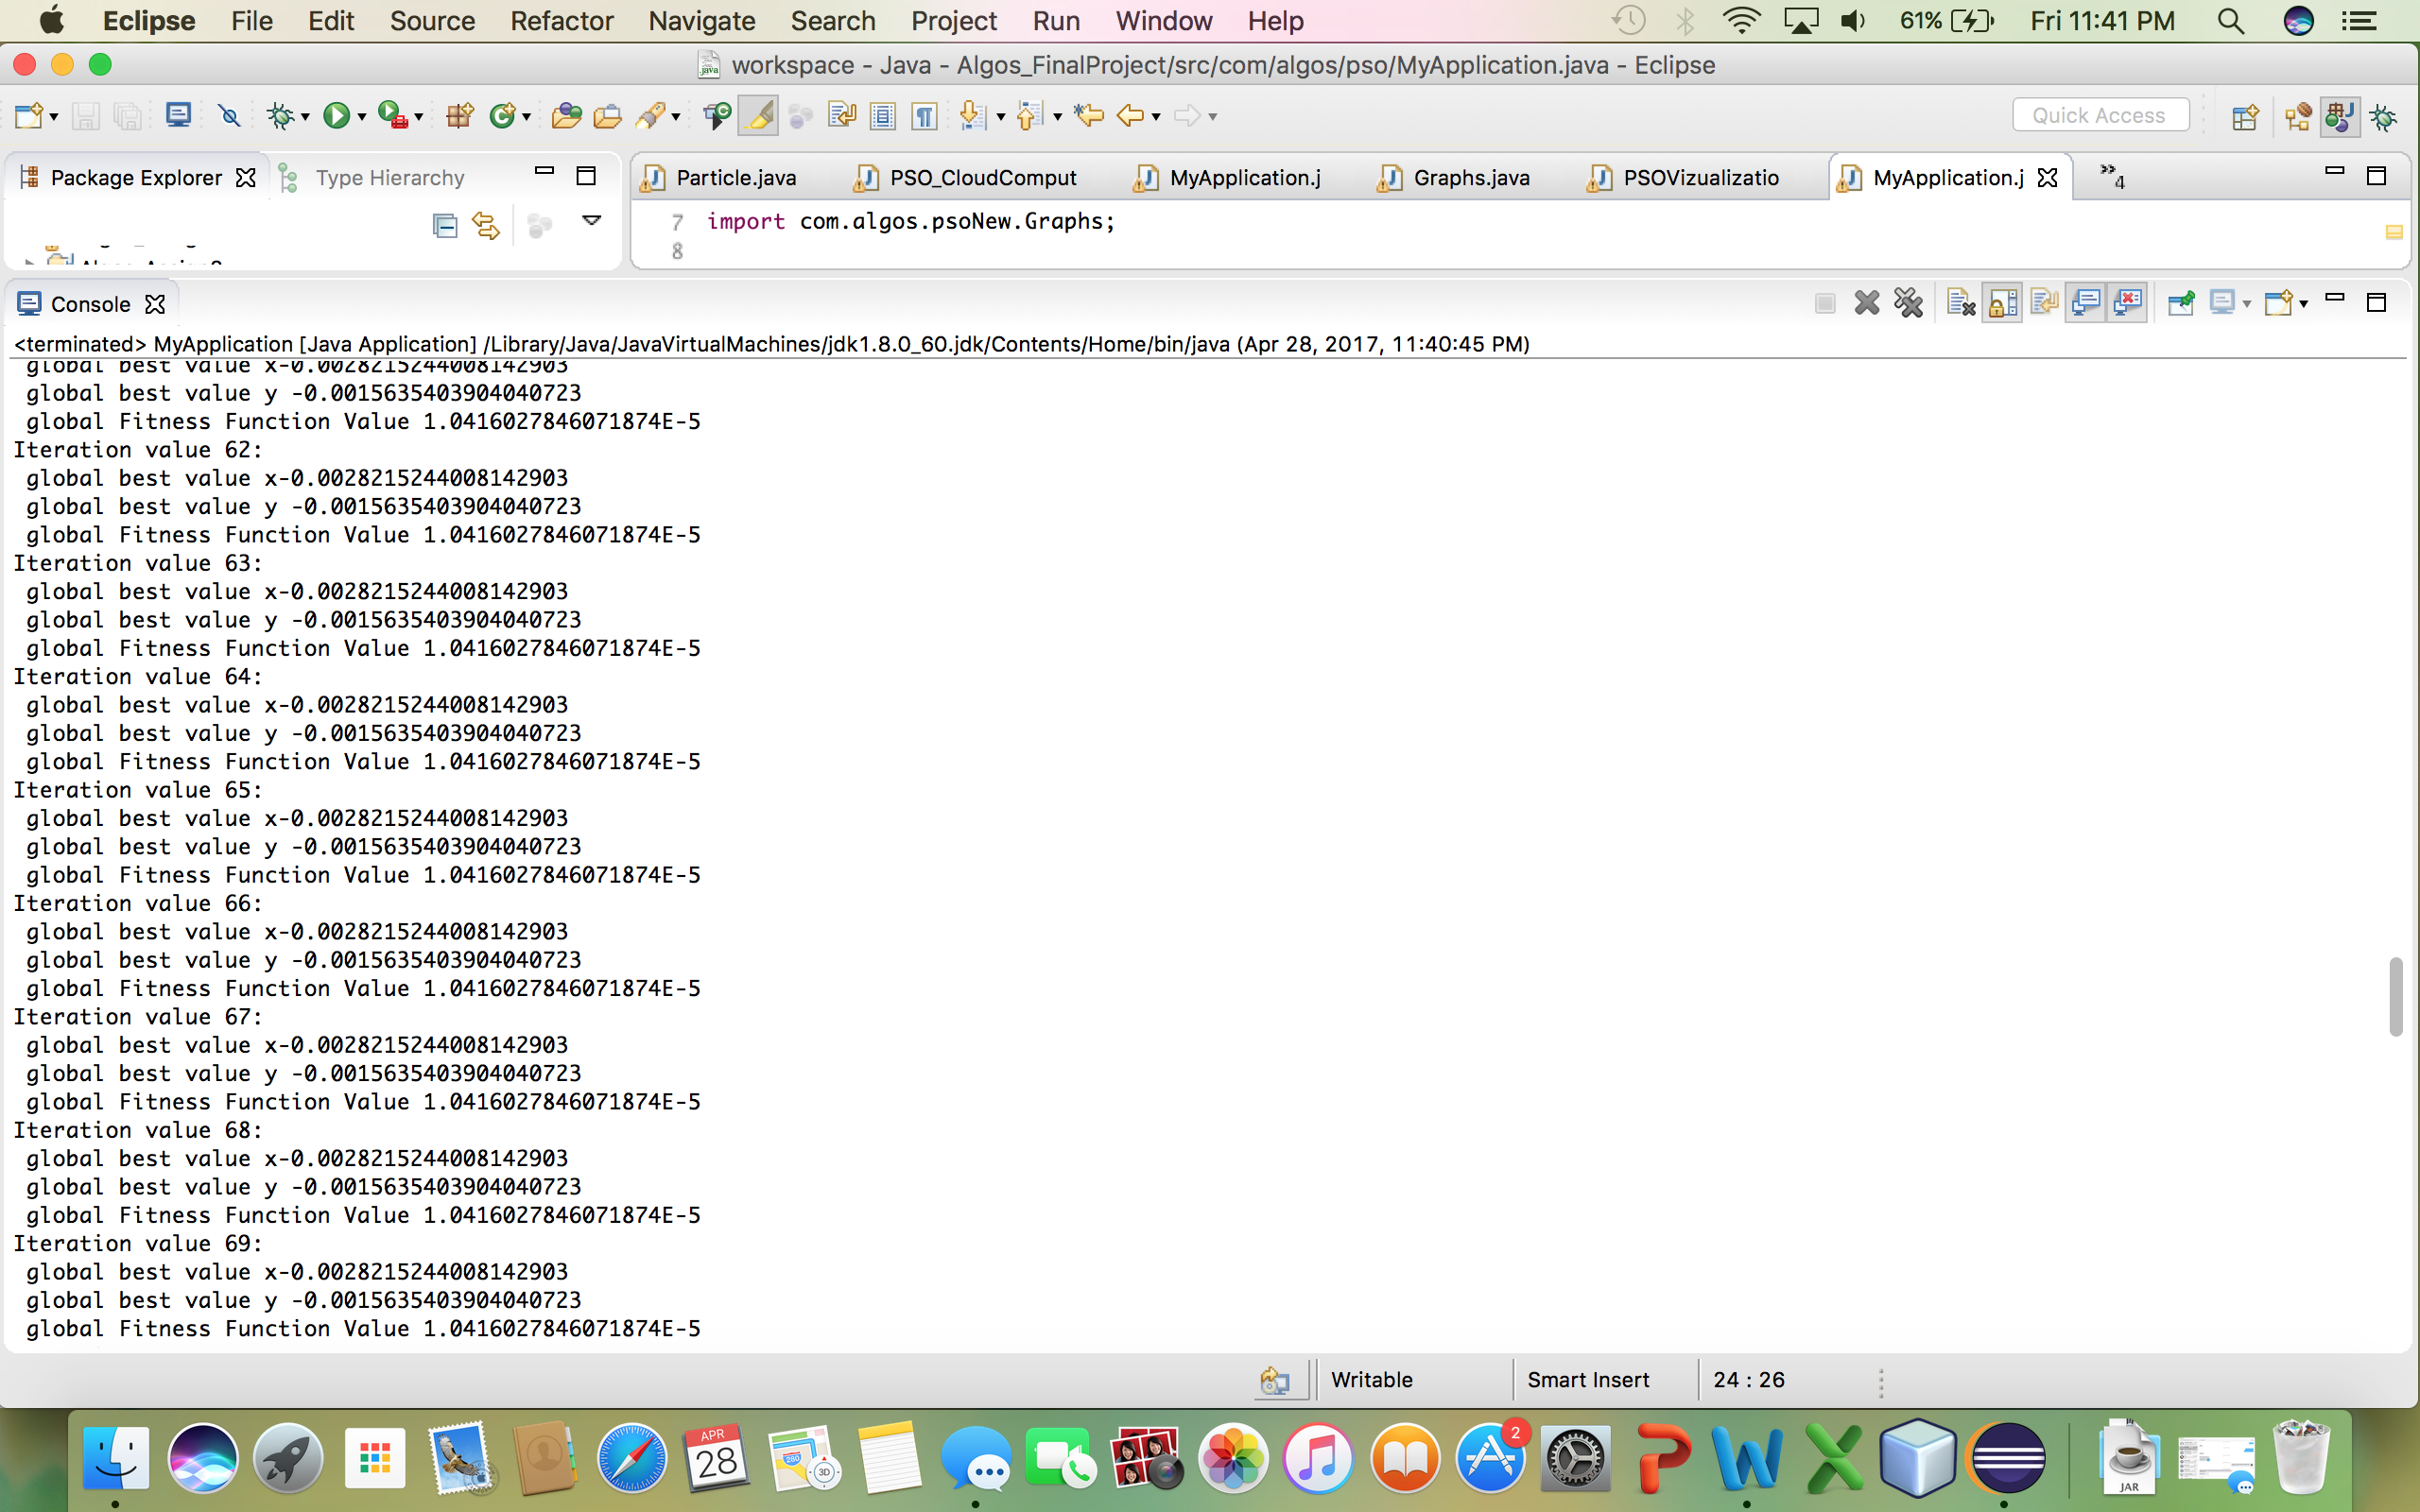 Eclipse File Edit Source Refactor Navigate Search Project Run Window Help 61% Fri 11:41 PM
workspace - Java - Algos_FinalProject/src/com/algos/pso/MyApplication.java - Eclipse
Quick Access
Package Explorer Type Hierarchy
Particle.java PSO_CloudComput MyApplication.j Graphs.java PSOVizualizatio MyApplication.j »4
7 import com.algos.psoNew.Graphs;
8
Console
<terminated> MyApplication [Java Application] /Library/Java/JavaVirtualMachines/jdk1.8.0_60.jdk/Contents/Home/bin/java (Apr 28, 2017, 11:40:45 PM)
global best value x-0.0028215244008142903
global best value y -0.0015635403904040723
global Fitness Function Value 1.0416027846071874E-5
Iteration value 62:
global best value x-0.0028215244008142903
global best value y -0.0015635403904040723
global Fitness Function Value 1.0416027846071874E-5
Iteration value 63:
global best value x-0.0028215244008142903
global best value y -0.0015635403904040723
global Fitness Function Value 1.0416027846071874E-5
Iteration value 64:
global best value x-0.0028215244008142903
global best value y -0.0015635403904040723
global Fitness Function Value 1.0416027846071874E-5
Iteration value 65:
global best value x-0.0028215244008142903
global best value y -0.0015635403904040723
global Fitness Function Value 1.0416027846071874E-5
Iteration value 66:
global best value x-0.0028215244008142903
global best value y -0.0015635403904040723
global Fitness Function Value 1.0416027846071874E-5
Iteration value 67:
global best value x-0.0028215244008142903
global best value y -0.0015635403904040723
global Fitness Function Value 1.0416027846071874E-5
Iteration value 68:
global best value x-0.0028215244008142903
global best value y -0.0015635403904040723
global Fitness Function Value 1.0416027846071874E-5
Iteration value 69:
global best value x-0.0028215244008142903
global best value y -0.0015635403904040723
global Fitness Function Value 1.0416027846071874E-5
Writable Smart Insert 24 : 26
APR
28
280
3D
2
JAR